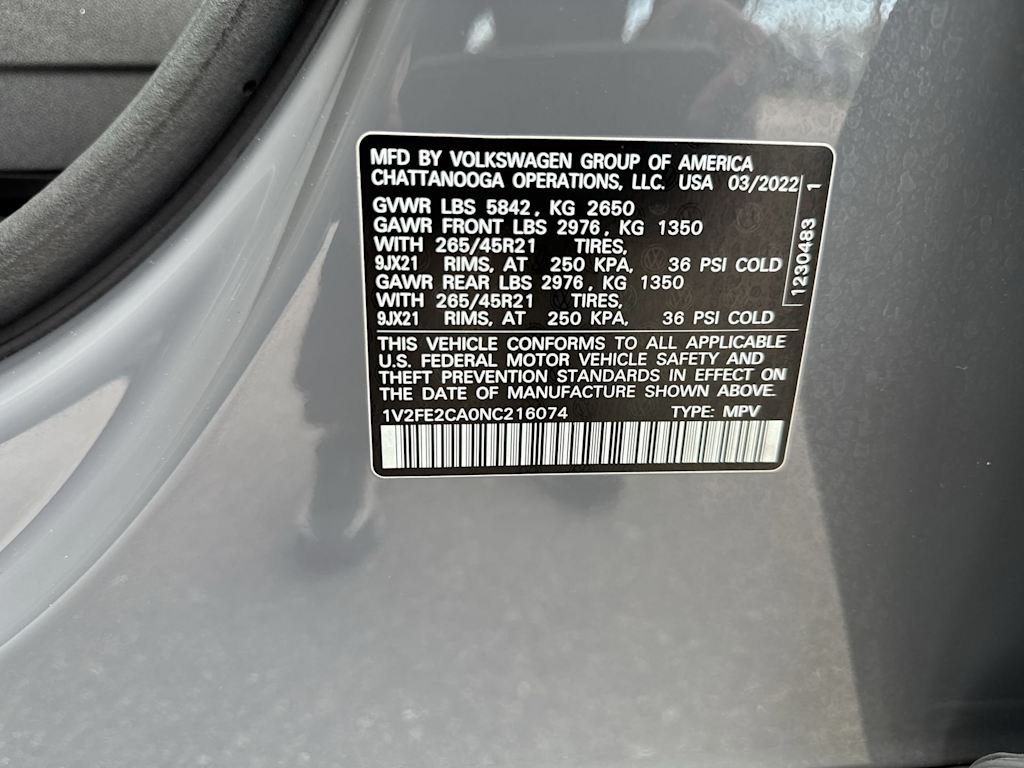 MFD BY VOLKSWAGEN GROUP OF AMERICA
CHATTANOOGA OPERATIONS, LLC. USA 03/2022
GVWR LBS 5842, KG 2650
GAWR FRONT LBS 2976, KG 1350
WITH 265/45R21 TIRES,
9JX21 RIMS, AT 250 KPA, 36 PSI COLD
GAWR REAR LBS 2976, KG 1350
WITH 265/45R21 TIRES,
9JX21 RIMS, AT 250 KPA, 36 PSI COLD
1230483 1
THIS VEHICLE CONFORMS TO ALL APPLICABLE
U.S. FEDERAL MOTOR VEHICLE SAFETY AND
THEFT PREVENTION STANDARDS IN EFFECT ON
THE DATE OF MANUFACTURE SHOWN ABOVE.
1V2FE2CA0NC216074 TYPE: MPV